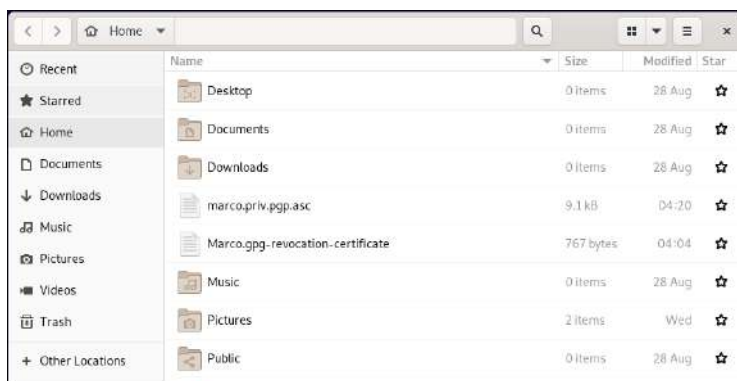 Home
Name Size Modified Star
Recent
Starred
Home
Documents
Downloads
Music
Pictures
Videos
Trash
+ Other Locations
Desktop 0 items 28 Aug
Documents 0 items 28 Aug
Downloads 0 items 28 Aug
marco.priv.pgp.asc 9.1 kB 04:20
Marco.gpg-revocation-certificate 767 bytes 04:04
Music 0 items 28 Aug
Pictures 2 items Wed
Public 0 items 28 Aug